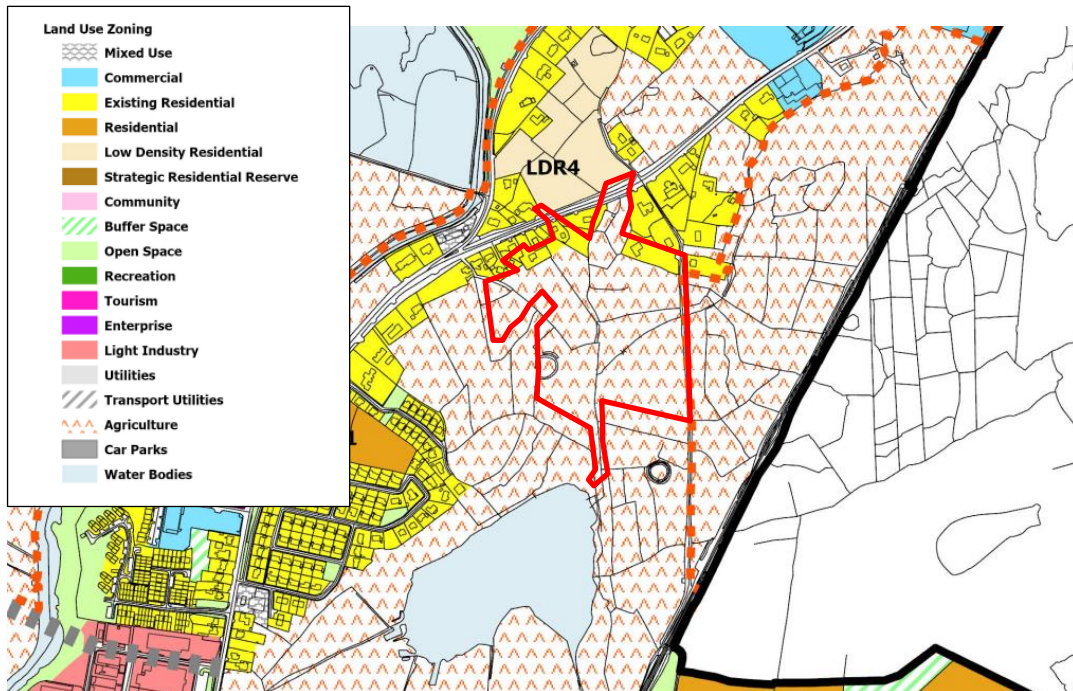 Land Use Zoning
Mixed Use
Commercial
Existing Residential
Residential
Low Density Residential
Strategic Residential Reserve
Community
Buffer Space
Open Space
Recreation
Tourism
Enterprise
Light Industry
Utilities
Transport Utilities
Agriculture
Car Parks
Water Bodies
LDR4
1